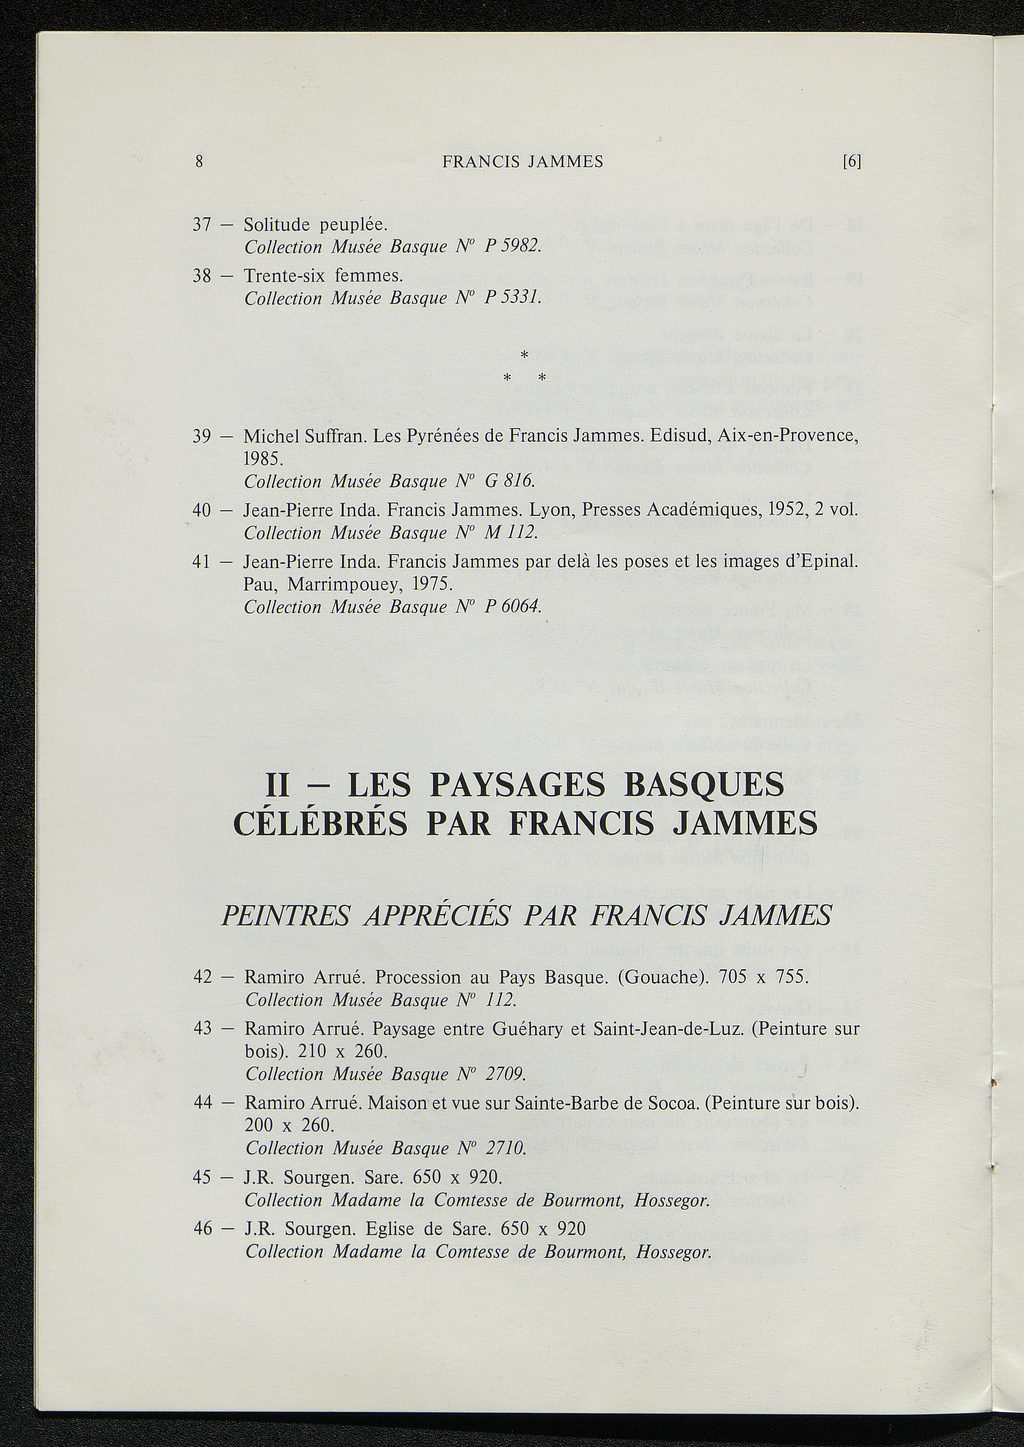 8 FRANCIS JAMMES [6]
37 — Solitude peuplée.
Collection Musée Basque N° P 5982.
38 — Trente-six femmes.
Collection Musée Basque N° P 5331.
*
* *
39 — Michel Suffran. Les Pyrénées de Francis Jammes. Edisud, Aix-en-Provence,
1985.
Collection Musée Basque N° G 816.
40 — Jean-Pierre Inda. Francis Jammes. Lyon, Presses Académiques, 1952, 2 vol.
Collection Musée Basque N° M 112.
41 — Jean-Pierre Inda. Francis Jammes par delà les poses et les images d'Epinal.
Pau, Marrimpouey, 1975.
Collection Musée Basque N° P 6064.
II — LES PAYSAGES BASQUES
CÉLÉBRÉS PAR FRANCIS JAMMES
PEINTRES APPRÉCIÉS PAR FRANCIS JAMMES
42 — Ramiro Arrué. Procession au Pays Basque. (Gouache). 705 x 755.
Collection Musée Basque N° 112.
43 — Ramiro Arrué. Paysage entre Guéhary et Saint-Jean-de-Luz. (Peinture sur
bois). 210 x 260.
Collection Musée Basque N° 2709.
44 — Ramiro Arrué. Maison et vue sur Sainte-Barbe de Socoa. (Peinture sur bois).
200 x 260.
Collection Musée Basque N° 2710.
45 — J.R. Sourgen. Sare. 650 x 920.
Collection Madame la Comtesse de Bourmont, Hossegor.
46 — J.R. Sourgen. Eglise de Sare. 650 x 920
Collection Madame la Comtesse de Bourmont, Hossegor.